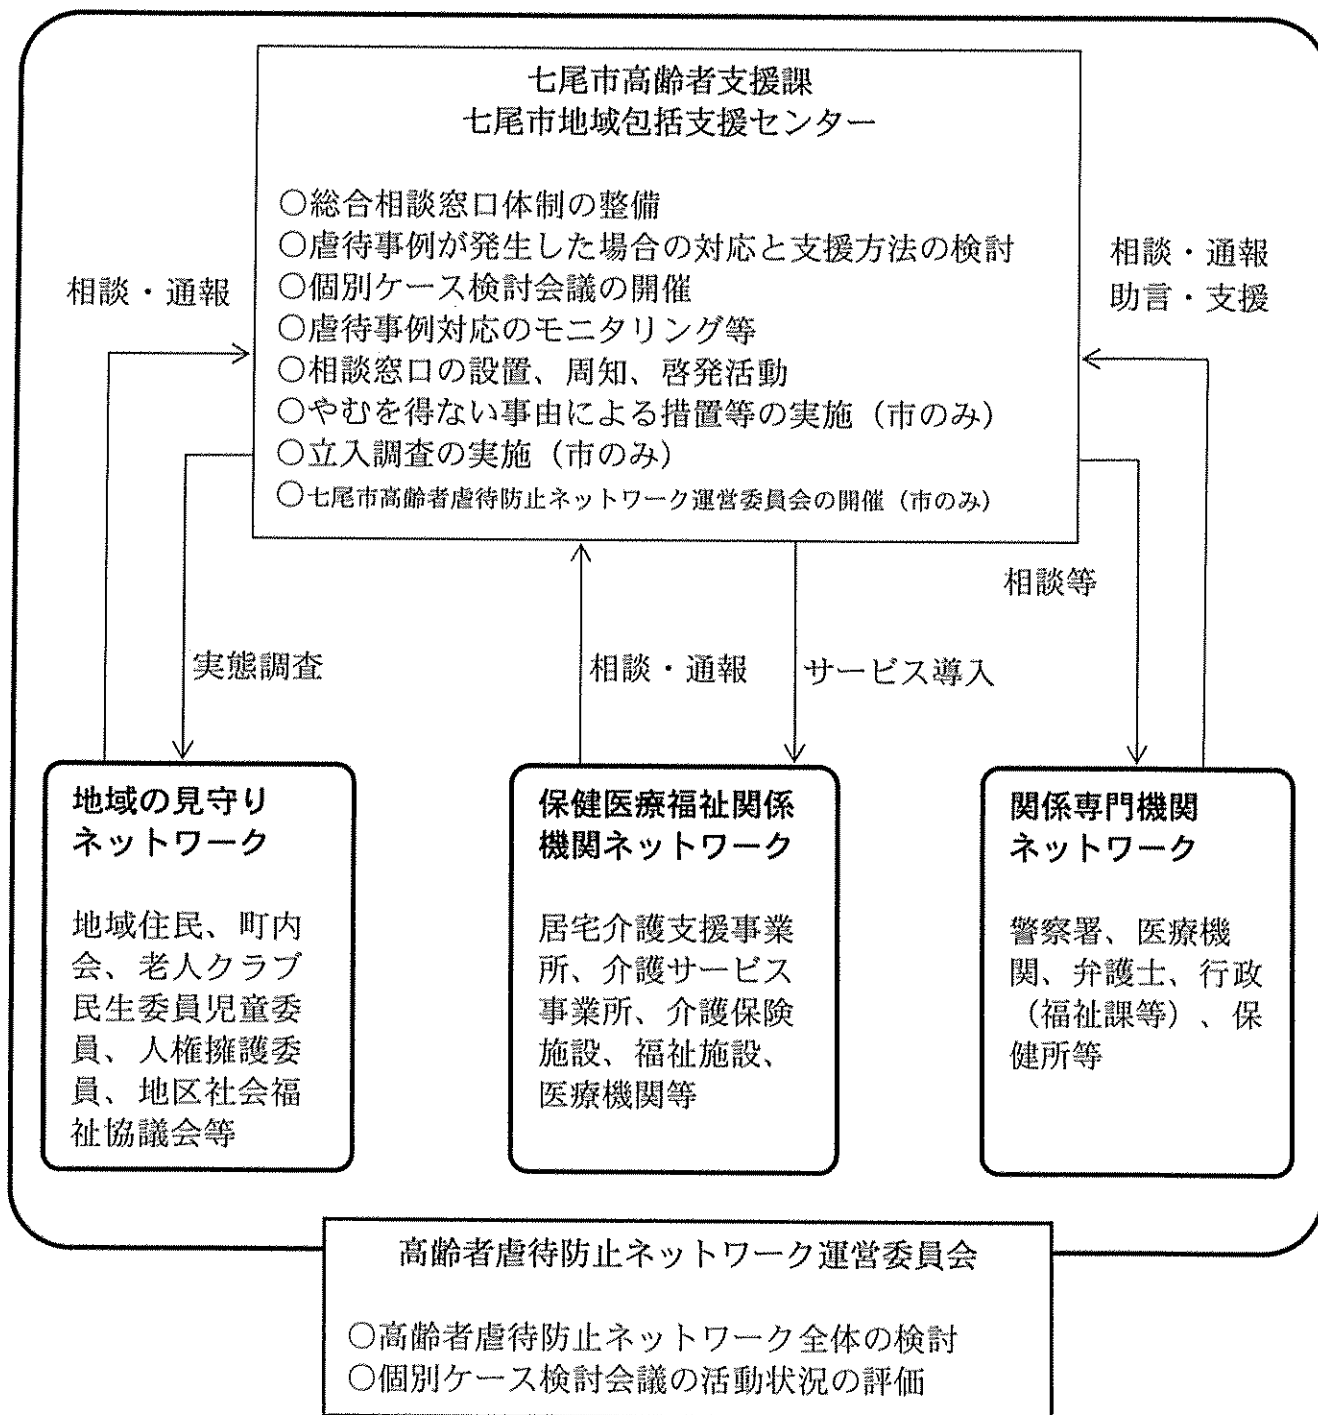 七尾市高齢者支援課
七尾市地域包括支援センター
○総合相談窓口体制の整備
○虐待事例が発生した場合の対応と支援方法の検討
○個別ケース検討会議の開催
○虐待事例対応のモニタリング等
○相談窓口の設置、周知、啓発活動
○やむを得ない事由による措置等の実施（市のみ）
○立入調査の実施（市のみ）
○七尾市高齢者虐待防止ネットワーク運営委員会の開催（市のみ）
相談・通報
相談・通報
助言・支援
実態調査
相談・通報
サービス導入
相談等
地域の見守り
ネットワーク
地域住民、町内
会、老人クラブ
民生委員児童委
員、人権擁護委
員、地区社会福
祉協議会等
保健医療福祉関係
機関ネットワーク
居宅介護支援事業
所、介護サービス
事業所、介護保険
施設、福祉施設、
医療機関等
関係専門機関
ネットワーク
警察署、医療機
関、弁護士、行政
（福祉課等）、保
健所等
高齢者虐待防止ネットワーク運営委員会
○高齢者虐待防止ネットワーク全体の検討
○個別ケース検討会議の活動状況の評価